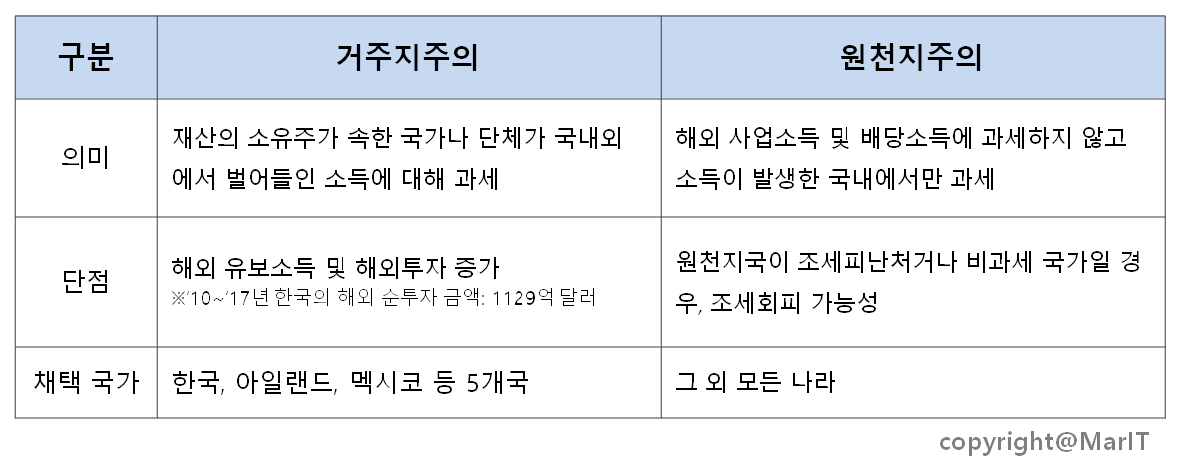 구분
거주지주의
원천지주의
의미
재산의 소유주가 속한 국가나 단체가 국내외
에서 벌어들인 소득에 대해 과세
해외 사업소득 및 배당소득에 과세하지 않고
소득이 발생한 국내에서만 과세
단점
해외 유보소득 및 해외투자 증가
※'10~'17년 한국의 해외 순투자 금액: 1129억 달러
원천지국이 조세피난처거나 비과세 국가일 경
우, 조세회피 가능성
채택 국가
한국, 아일랜드, 멕시코 등 5개국
그 외 모든 나라
copyright@MarIT